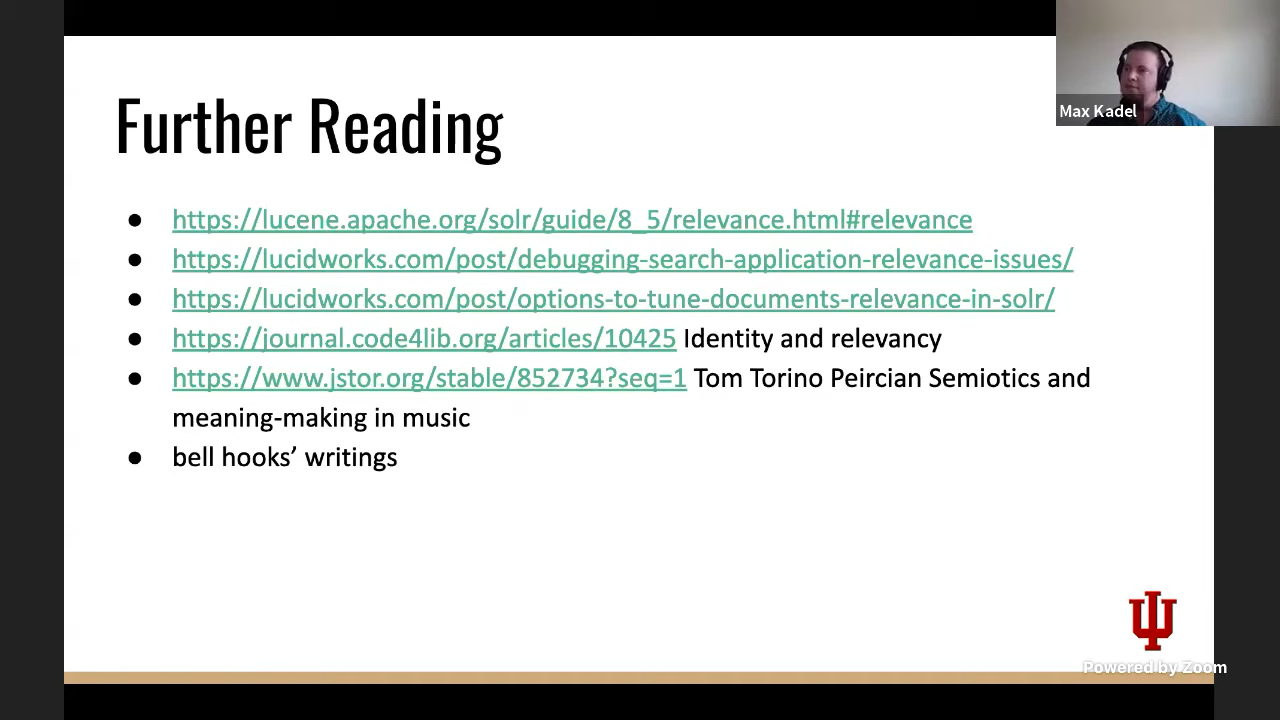 Max Kadel
Further Reading
● https://lucene.apache.org/solr/guide/8_5/relevance.html#relevance
● https://lucidworks.com/post/debugging-search-application-relevance-issues/
● https://lucidworks.com/post/options-to-tune-documents-relevance-in-solr/
● https://journal.code4lib.org/articles/10425 Identity and relevancy
● https://www.jstor.org/stable/852734?seq=1 Tom Torino Peircian Semiotics and
meaning-making in music
● bell hooks’ writings
Powered by Zoom